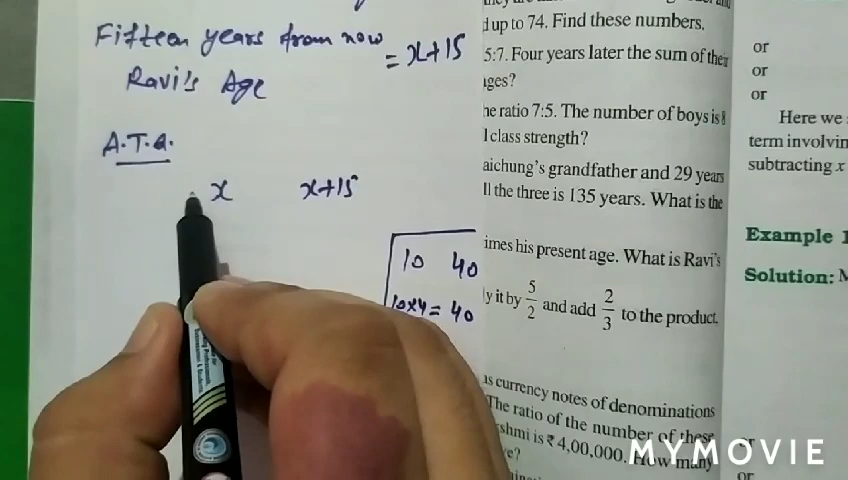 Fifteen years from now
Ravi's Age
= x+15
A.T.Q.
x x+15
10 40
10x4 = 40
d up to 74. Find these numbers.
5:7. Four years later the sum of their
ages?
he ratio 7:5. The number of boys is 8
l class strength?
aichung's grandfather and 29 years
ll the three is 135 years. What is the
imes his present age. What is Ravi's
ly it by 5/2 and add 2/3 to the product,
as currency notes of denominations
The ratio of the number of these
kshmi is ₹ 4,00,000. How many
ve?
or
or
or
Here we
term involvin
subtracting x
Example 1
Solution: M
or
MYMOVIE